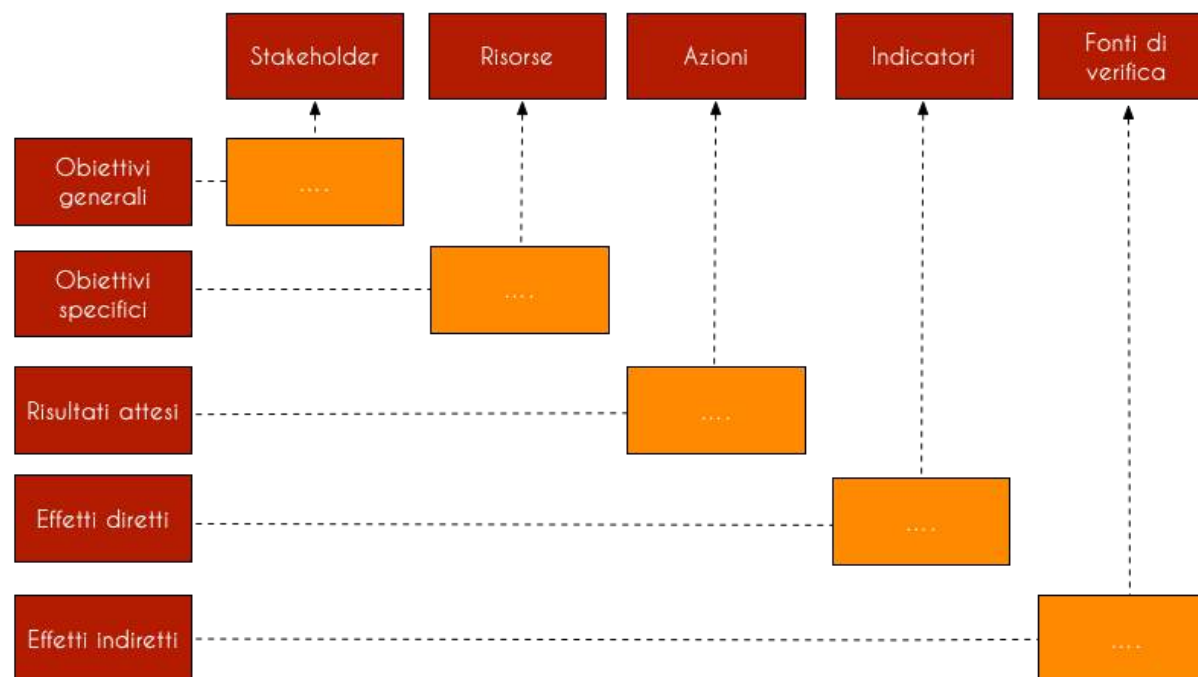 Stakeholder
Risorse
Azioni
Indicatori
Fonti di
verifica
Obiettivi
generali
....
Obiettivi
specifici
....
Risultati attesi
....
Effetti diretti
....
Effetti indiretti
....